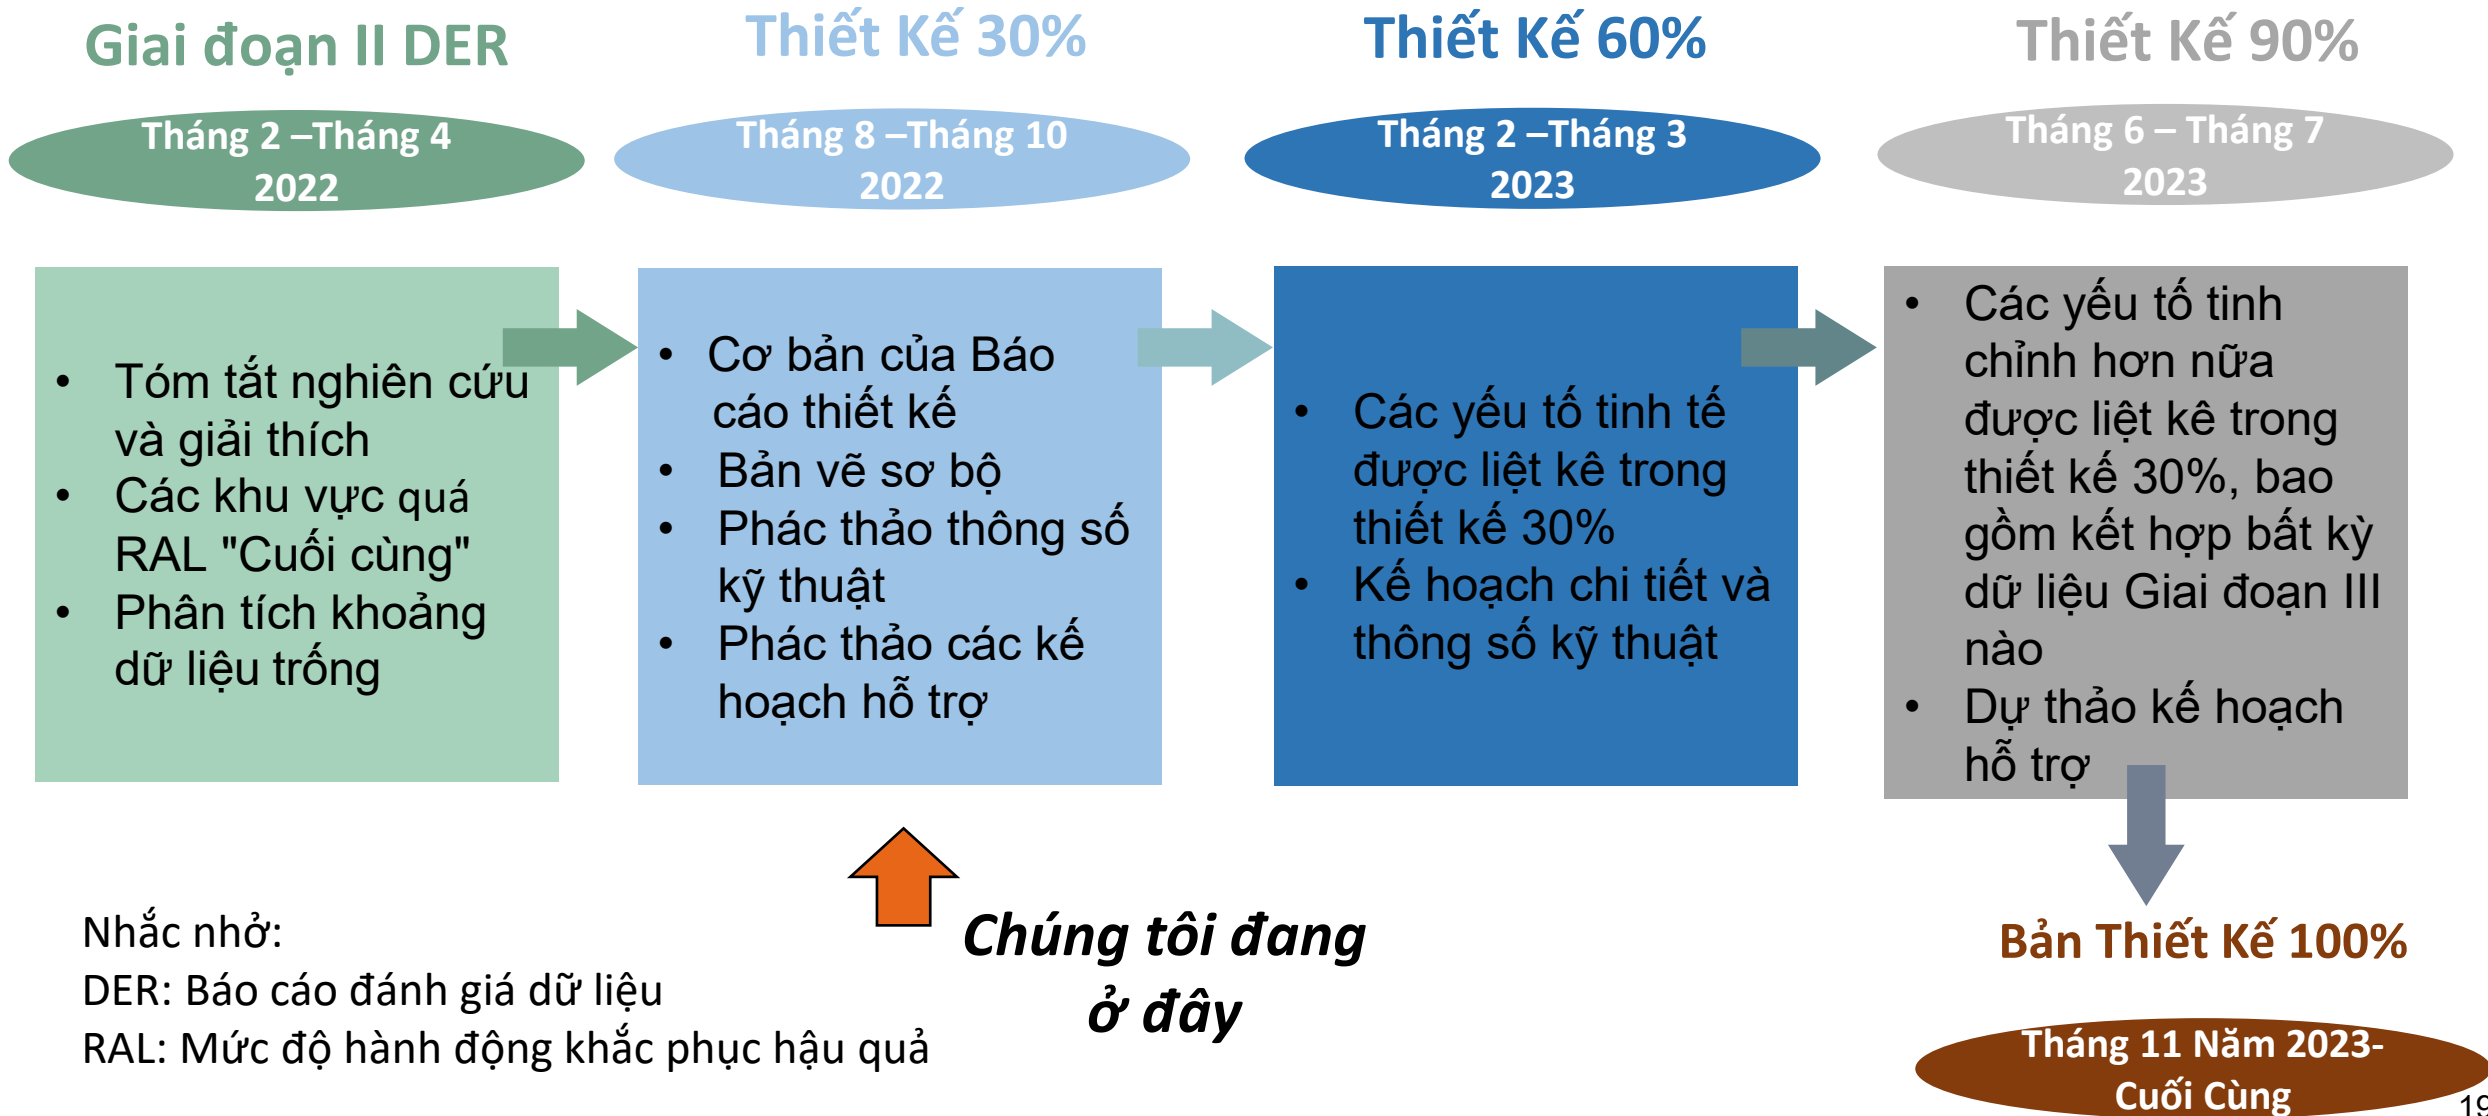 Giai đoạn II DER
Tháng 2 –Tháng 4
2022
• Tóm tắt nghiên cứu
và giải thích
• Các khu vực quá
RAL "Cuối cùng"
• Phân tích khoảng
dữ liệu trống
Thiết Kế 30%
Tháng 8 –Tháng 10
2022
• Cơ bản của Báo
cáo thiết kế
• Bản vẽ sơ bộ
• Phác thảo thông số
kỹ thuật
• Phác thảo các kế
hoạch hỗ trợ
Thiết Kế 60%
Tháng 2 –Tháng 3
2023
• Các yếu tố tinh tế
được liệt kê trong
thiết kế 30%
• Kế hoạch chi tiết và
thông số kỹ thuật
Thiết Kế 90%
Tháng 6 – Tháng 7
2023
• Các yếu tố tinh
chỉnh hơn nữa
được liệt kê trong
thiết kế 30%, bao
gồm kết hợp bất kỳ
dữ liệu Giai đoạn III
nào
• Dự thảo kế hoạch
hỗ trợ
Chúng tôi đang
ở đây
Nhắc nhở:
DER: Báo cáo đánh giá dữ liệu
RAL: Mức độ hành động khắc phục hậu quả
Bản Thiết Kế 100%
Tháng 11 Năm 2023-
Cuối Cùng
19